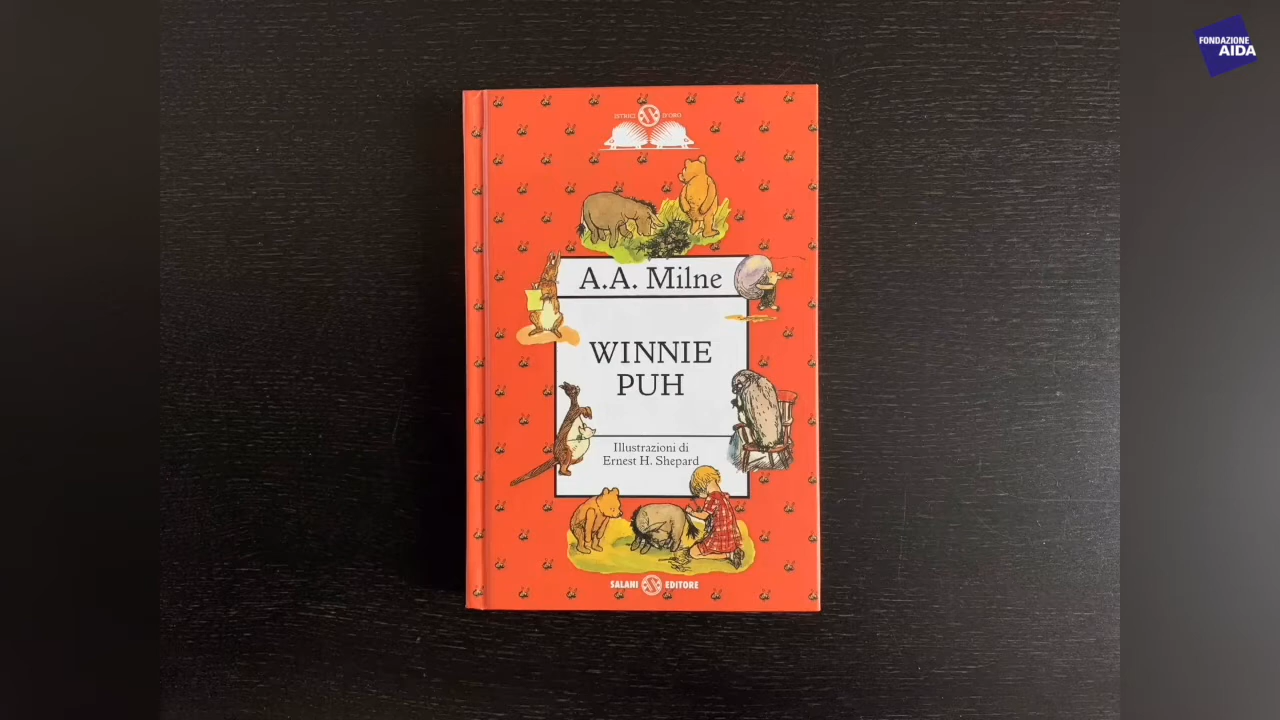 FONDAZIONE
AIDA
ISTRICI D'ORO
A.A. Milne
WINNIE
PUH
Illustrazioni di
Ernest H. Shepard
SALANI EDITORE